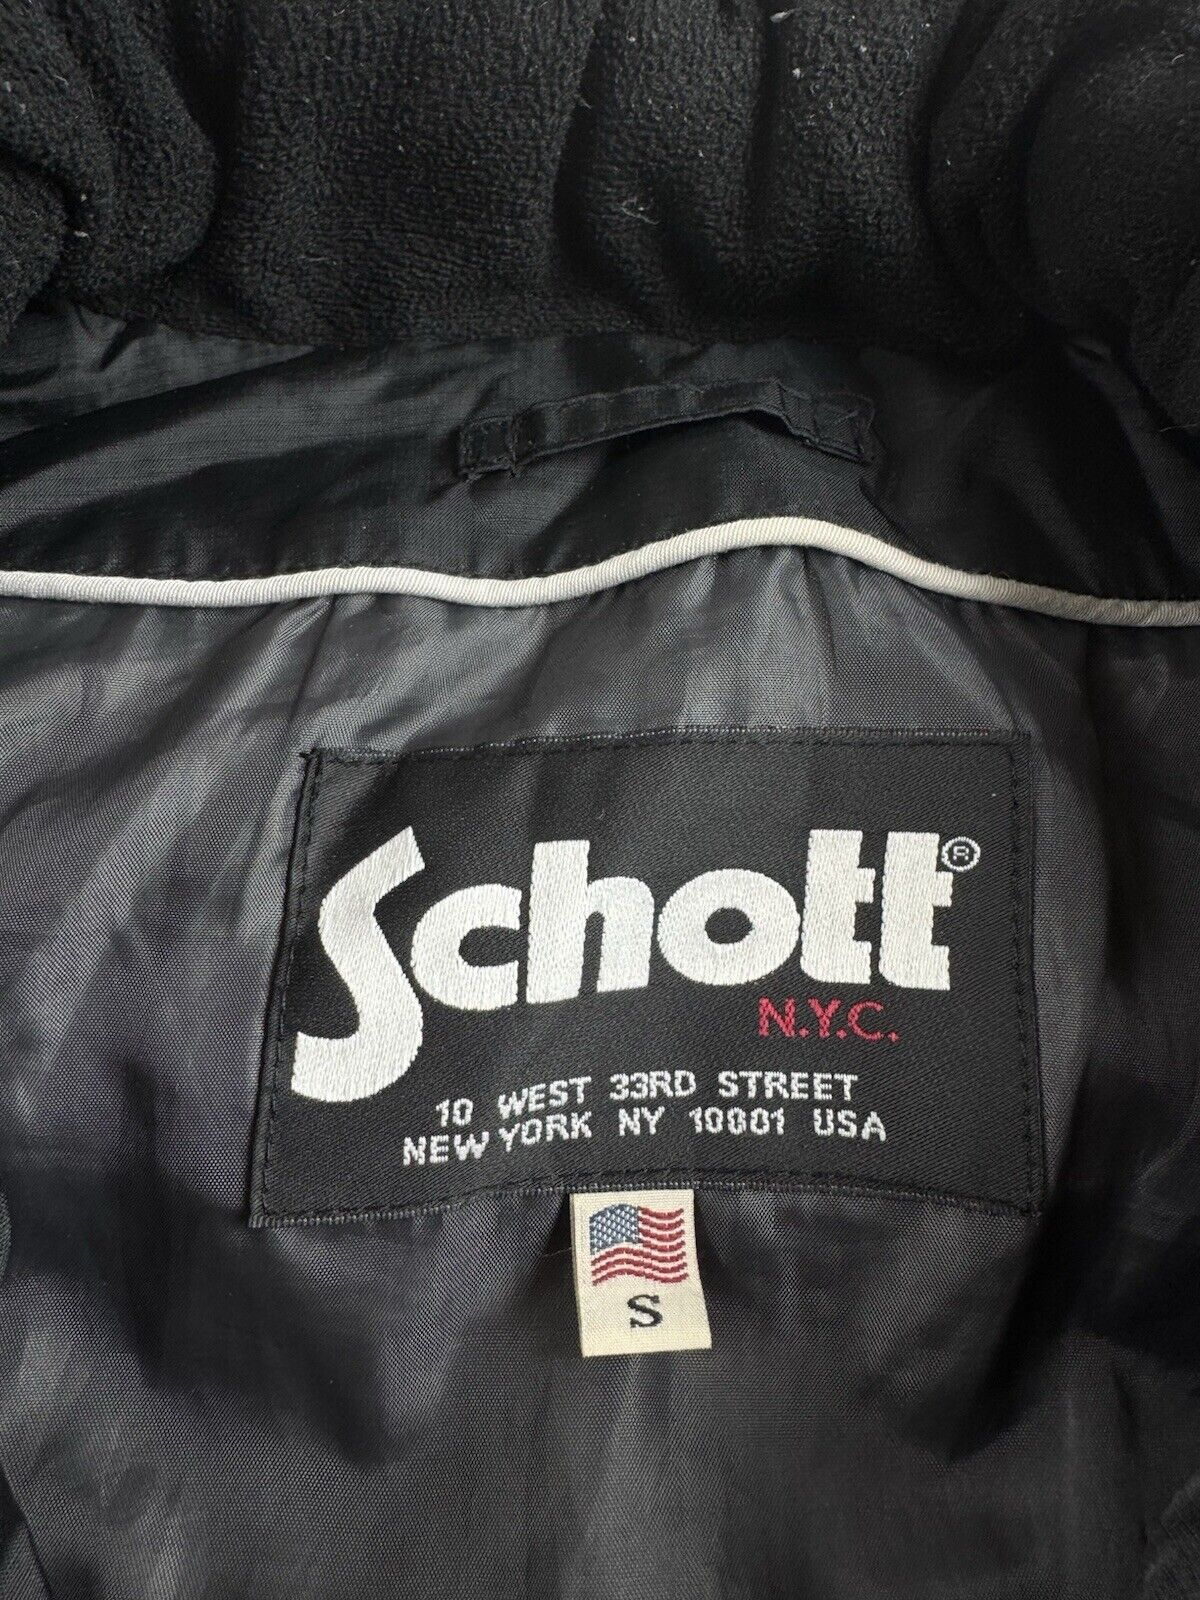 Schott®
N.Y.C.
10 WEST 33RD STREET
NEW YORK NY 10001 USA
S